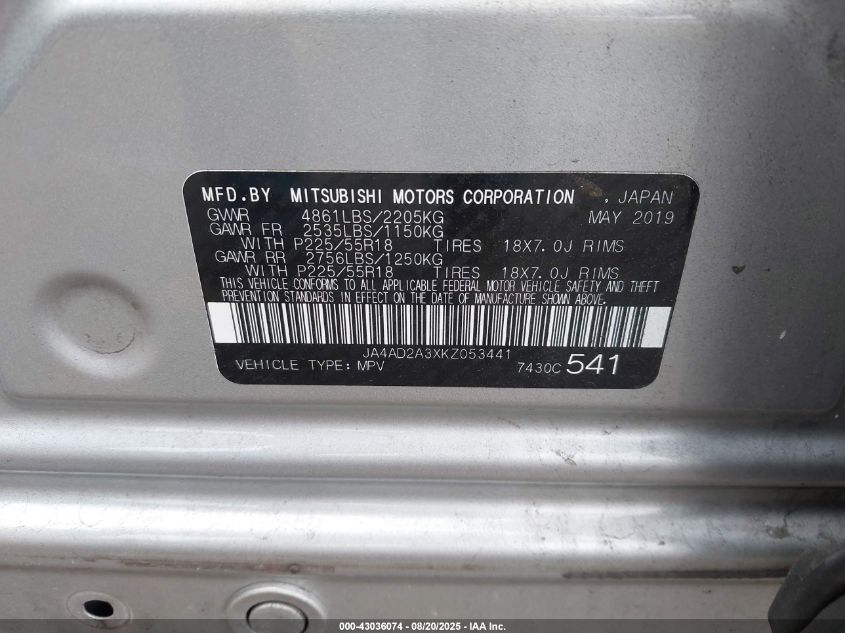 MFD.BY MITSUBISHI MOTORS CORPORATION , JAPAN
GVWR 4861LBS/2205KG MAY 2019
GAWR FR 2535LBS/1150KG
WITH P225/55R18 TIRES 18X7.0J RIMS
GAWR RR 2756LBS/1250KG
WITH P225/55R18 TIRES 18X7.0J RIMS
THIS VEHICLE CONFORMS TO ALL APPLICABLE FEDERAL MOTOR VEHICLE SAFETY AND THEFT
PREVENTION STANDARDS IN EFFECT ON THE DATE OF MANUFACTURE SHOWN ABOVE.
JA4AD2A3XKZ053441
VEHICLE TYPE: MPV 7430C 541
000-43036074 - 08/20/2025 - IAA Inc.